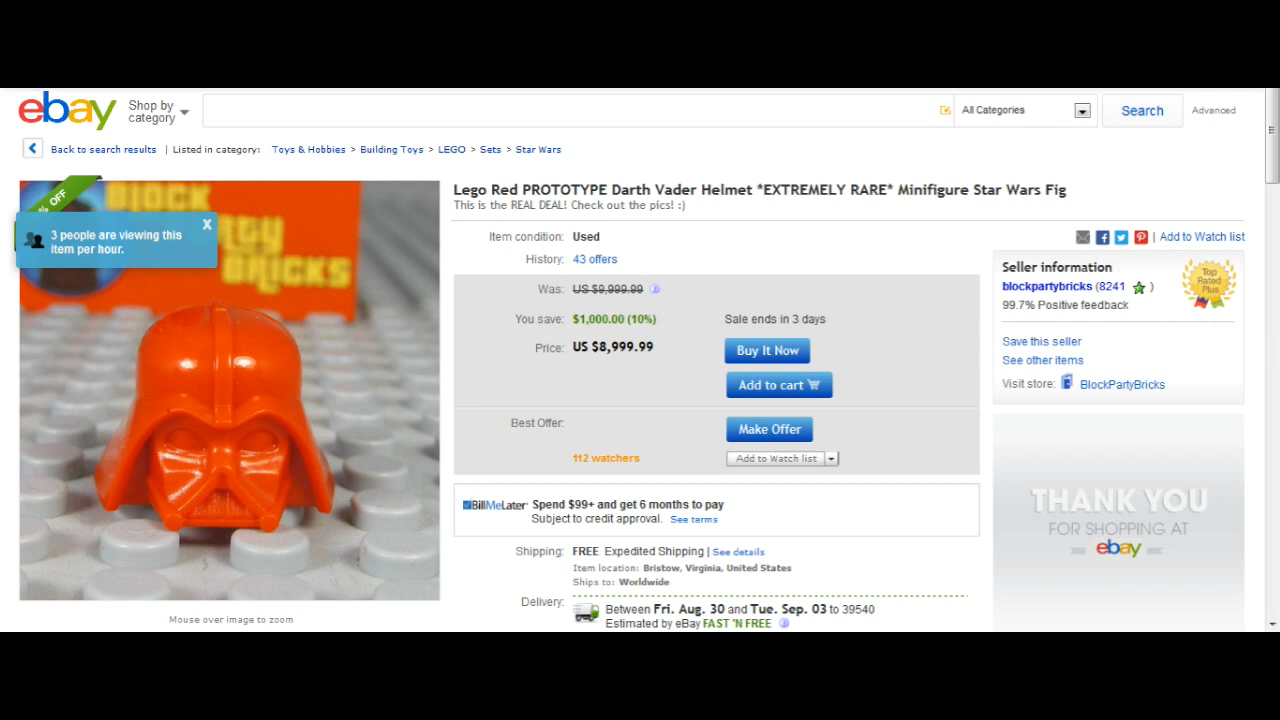 ebay
Shop by
category
All Categories
Search
Advanced
Back to search results | Listed in category: Toys & Hobbies > Building Toys > LEGO > Sets > Star Wars
% OFF
BLOCK
PARTY
BRICKS
3 people are viewing this
item per hour.
X
Mouse over image to zoom
Lego Red PROTOTYPE Darth Vader Helmet *EXTREMELY RARE* Minifigure Star Wars Fig
This is the REAL DEAL! Check out the pics! :)
Item condition: Used
History: 43 offers
Was: US $9,999.99
You save: $1,000.00 (10%)
Sale ends in 3 days
Price: US $8,999.99
Buy It Now
Add to cart
Best Offer:
Make Offer
112 watchers
Add to Watch list
BillMeLater Spend $99+ and get 6 months to pay
Subject to credit approval. See terms
Shipping: FREE Expedited Shipping | See details
Item location: Bristow, Virginia, United States
Ships to: Worldwide
Delivery: Between Fri. Aug. 30 and Tue. Sep. 03 to 39540
Estimated by eBay FAST 'N FREE
| Add to Watch list
Seller information
blockpartybricks (8241 )
99.7% Positive feedback
Top
Rated
Plus
Save this seller
See other items
Visit store: BlockPartyBricks
THANK YOU
FOR SHOPPING AT
ebay